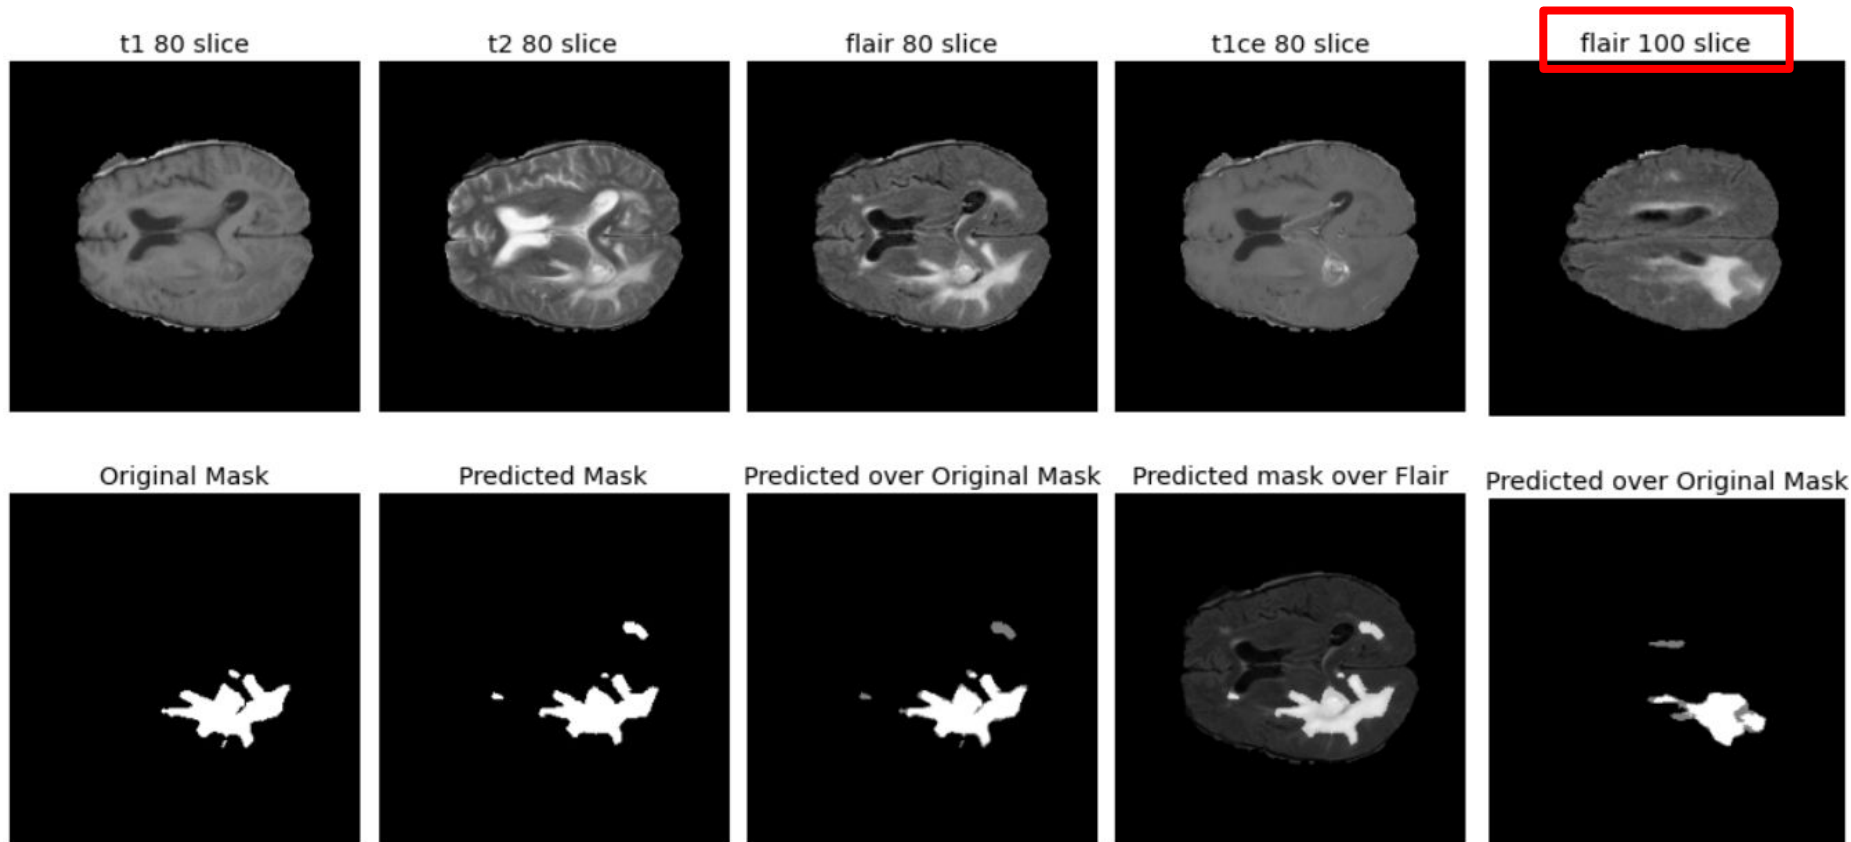 t1 80 slice
t2 80 slice
flair 80 slice
t1ce 80 slice
flair 100 slice
Original Mask
Predicted Mask
Predicted over Original Mask
Predicted mask over Flair
Predicted over Original Mask